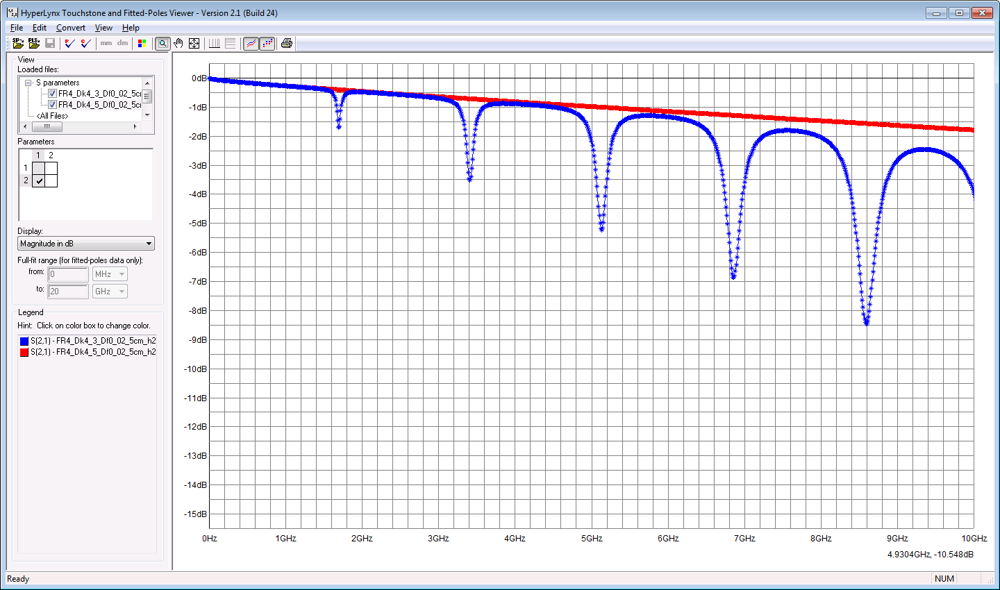 HyperLynx Touchstone and Fitted-Poles Viewer - Version 2.1 (Build 24)
File Edit Convert View Help
SP PLS P C mm dm
View
Loaded files:
S parameters
FR4_Dk4_3_Df0_02_5cm
FR4_Dk4_5_Df0_02_5cm
<All Files>
Parameters
1 2
1
2
Display:
Magnitude in dB
Full-fit range (for fitted-poles data only):
from: 0 MHz
to: 20 GHz
Legend
Hint: Click on color box to change color.
S(2,1) - FR4_Dk4_3_Df0_02_5cm_h2
S(2,1) - FR4_Dk4_5_Df0_02_5cm_h2
0dB
-1dB
-2dB
-3dB
-4dB
-5dB
-6dB
-7dB
-8dB
-9dB
-10dB
-11dB
-12dB
-13dB
-14dB
-15dB
0Hz 1GHz 2GHz 3GHz 4GHz 5GHz 6GHz 7GHz 8GHz 9GHz 10GHz
4.9304GHz, -10.548dB
Ready NUM